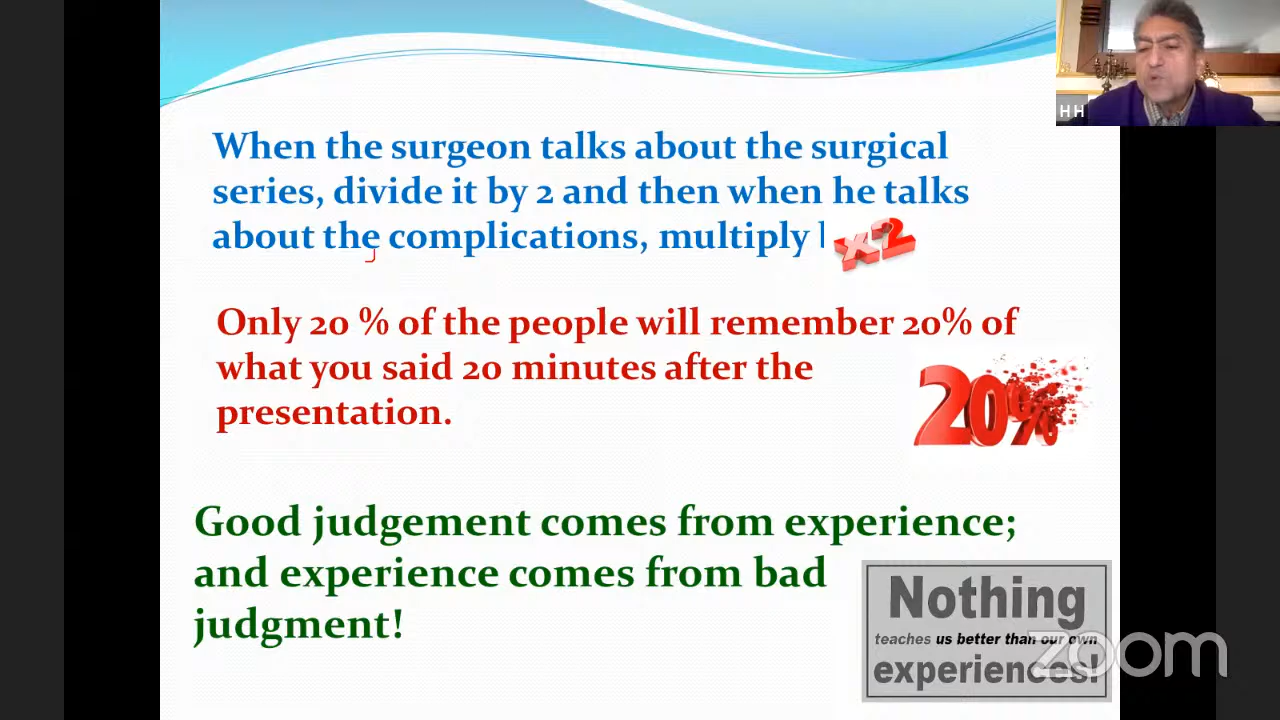 HH
When the surgeon talks about the surgical
series, divide it by 2 and then when he talks
about the complications, multiply
x2
Only 20 % of the people will remember 20% of
what you said 20 minutes after the
presentation.
20%
Good judgement comes from experience;
and experience comes from bad
judgment!
Nothing
teaches us better than our own
experiences!
zoom